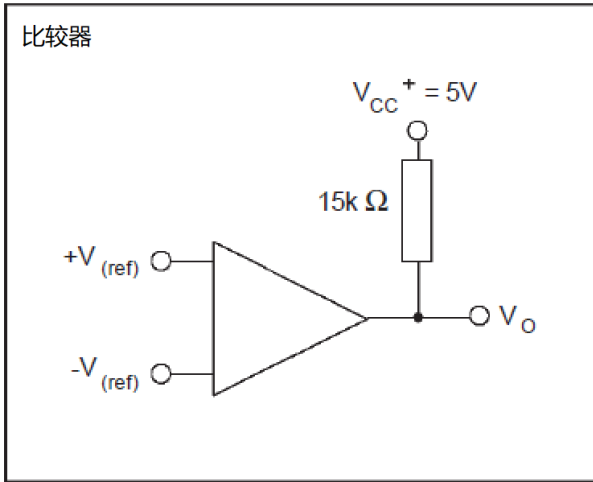 比较器
VCC+ = 5V
15k Ω
+V(ref)
VO
-V(ref)